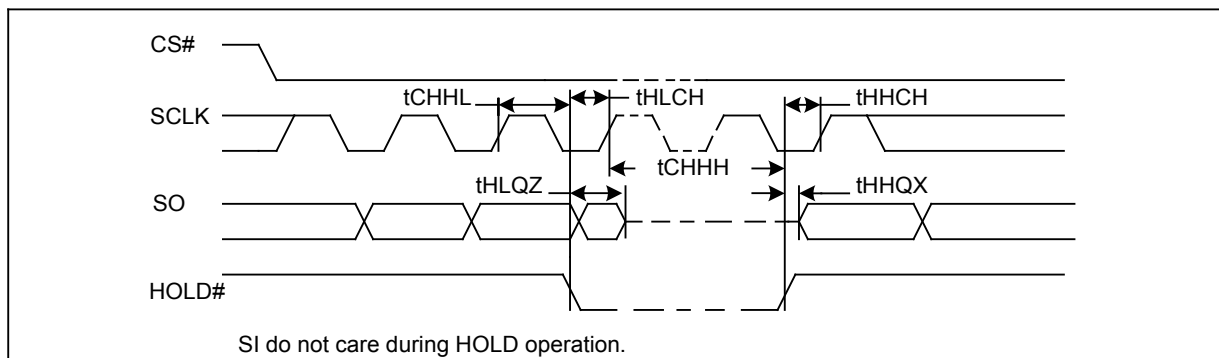 CS#
tCHHL tHLCH tHHCH
SCLK
tCHHH
tHLQZ tHHQX
SO
HOLD#
SI do not care during HOLD operation.